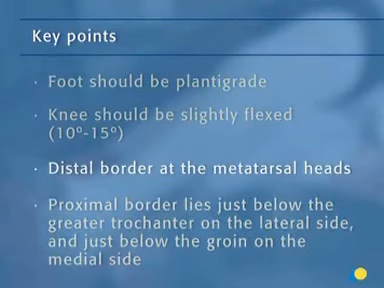 Key points
· Foot should be plantigrade
· Knee should be slightly flexed
(10º-15º)
· Distal border at the metatarsal heads
· Proximal border lies just below the
greater trochanter on the lateral side,
and just below the groin on the
medial side